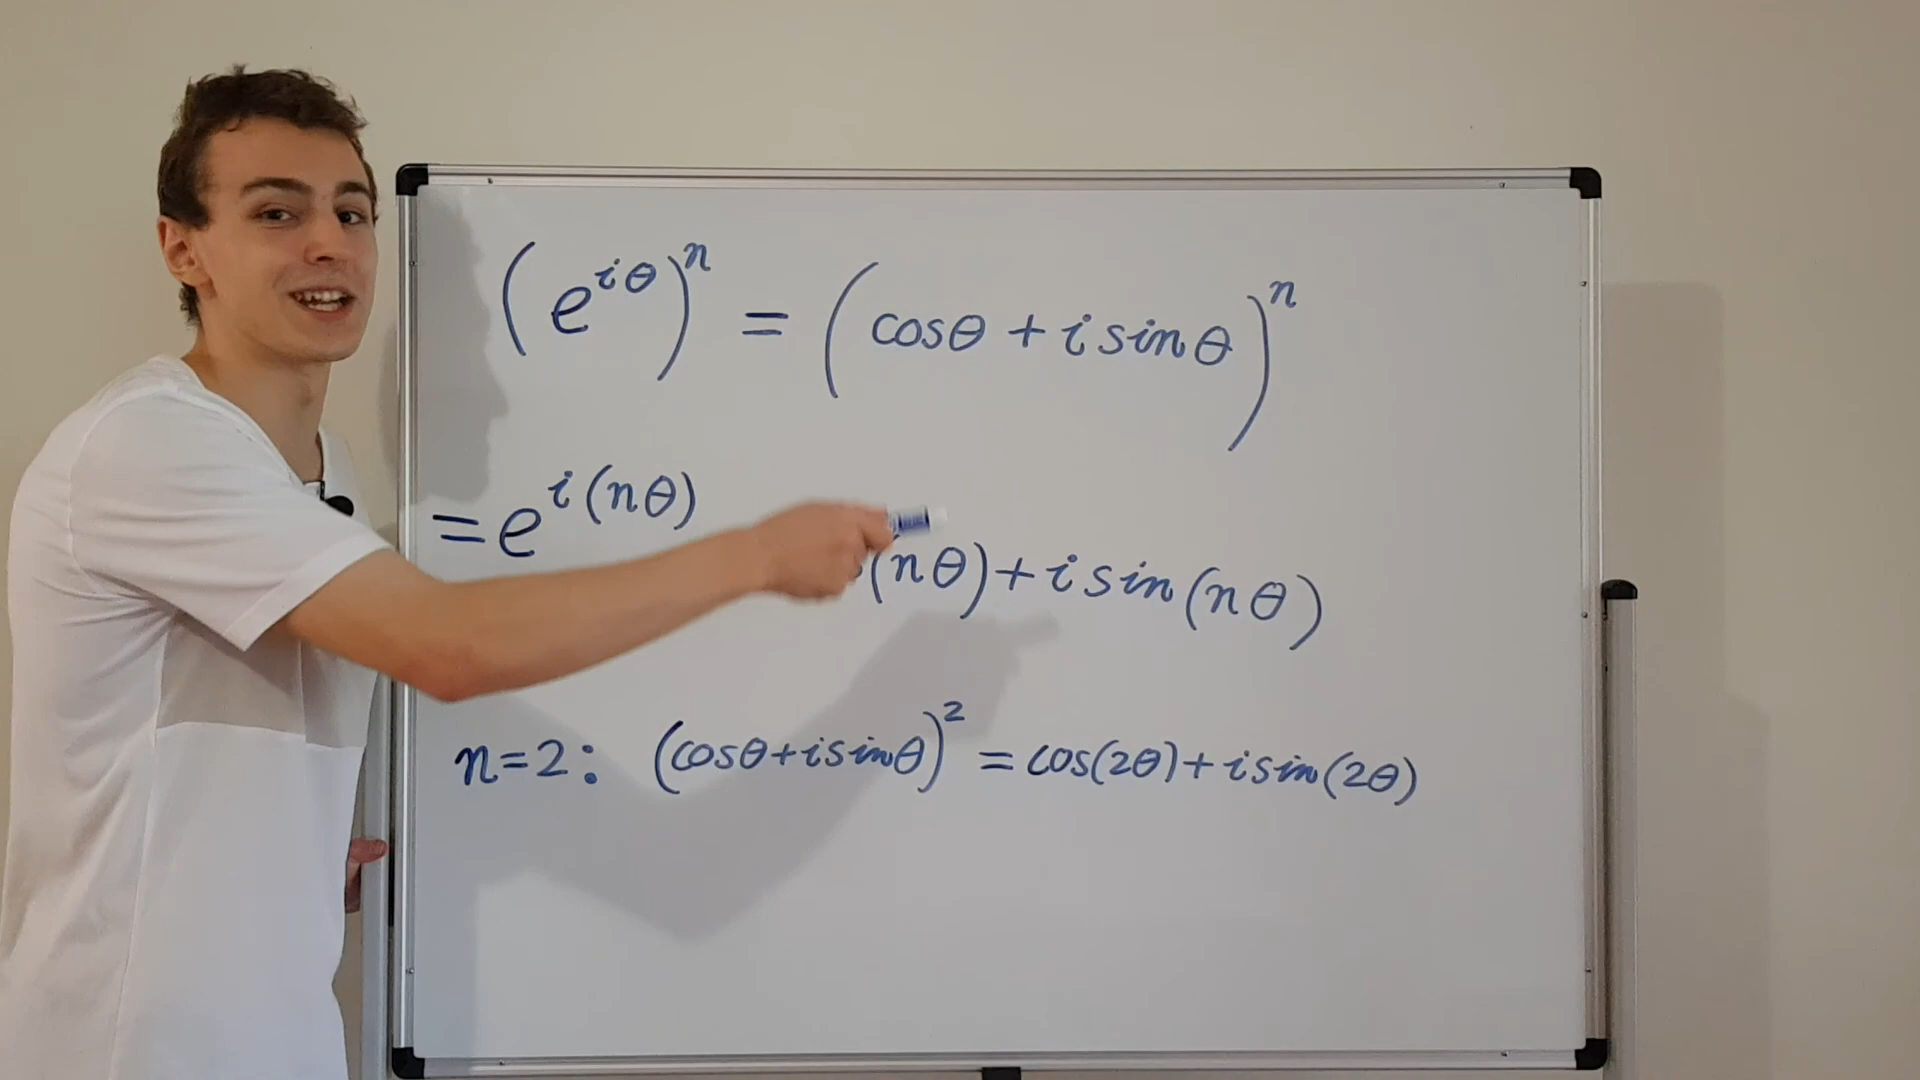 (e^{iθ})^n = (cosθ + i sinθ)^n
= e^{i(nθ)}
(nθ) + i sin(nθ)
n=2: (cosθ + i sinθ)^2 = cos(2θ) + i sin(2θ)